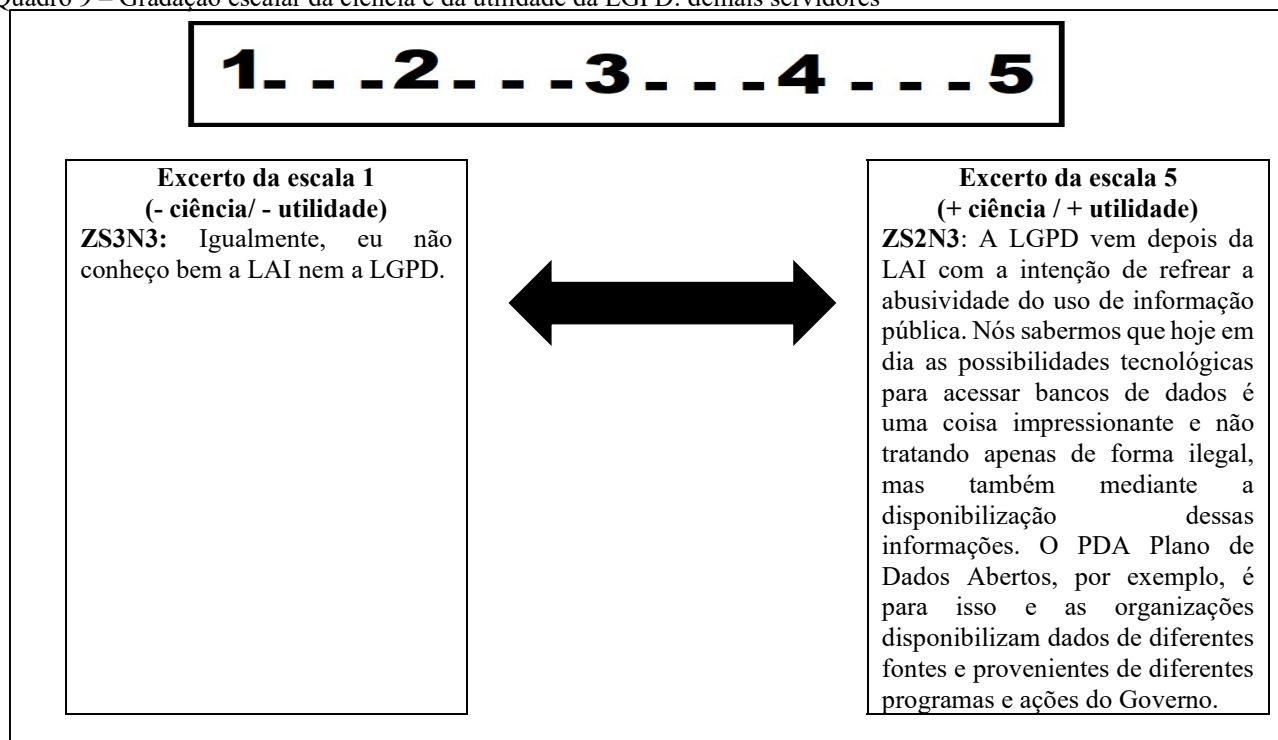 Quadro 9 – Gradação escalar da ciência e da utilidade da LGPD: demais servidores
1- - -2- - -3- - -4 - - -5
Excerto da escala 1
(- ciência/ - utilidade)
ZS3N3: Igualmente, eu não
conheço bem a LAI nem a LGPD.
Excerto da escala 5
(+ ciência / + utilidade)
ZS2N3: A LGPD vem depois da
LAI com a intenção de refrear a
abusividade do uso de informação
pública. Nós sabermos que hoje em
dia as possibilidades tecnológicas
para acessar bancos de dados é
uma coisa impressionante e não
tratando apenas de forma ilegal,
mas também mediante a
disponibilização dessas
informações. O PDA Plano de
Dados Abertos, por exemplo, é
para isso e as organizações
disponibilizam dados de diferentes
fontes e provenientes de diferentes
programas e ações do Governo.